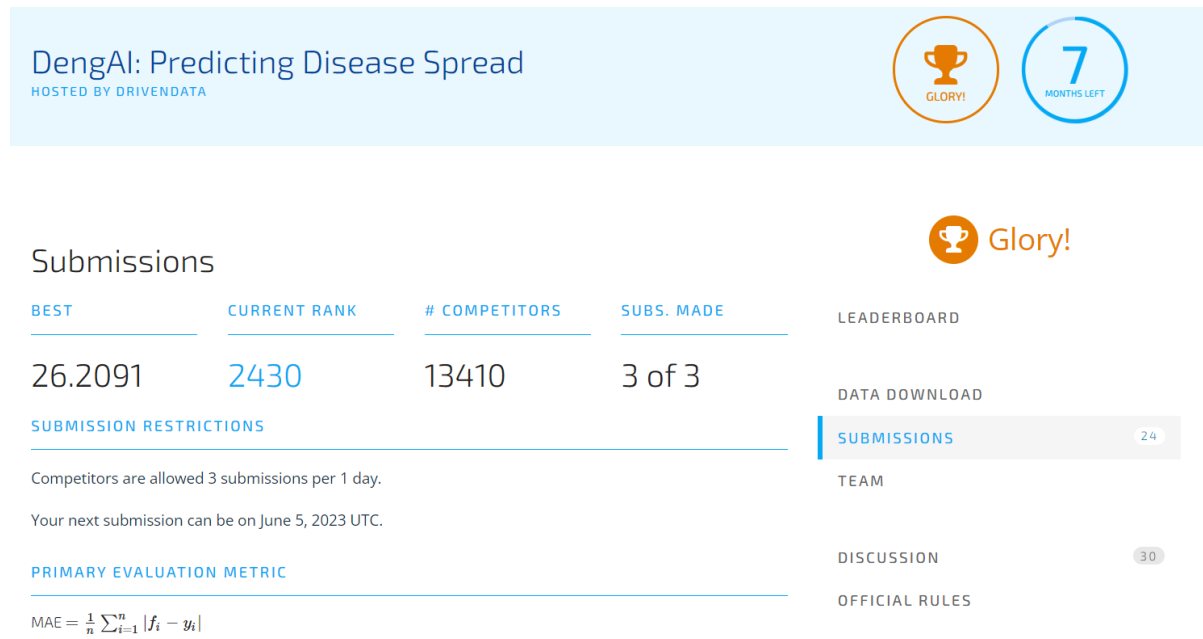 DengAI: Predicting Disease Spread
HOSTED BY DRIVENDATA
GLORY!
7
MONTHS LEFT
Submissions
BEST
CURRENT RANK
# COMPETITORS
SUBS. MADE
26.2091
2430
13410
3 of 3
SUBMISSION RESTRICTIONS
Competitors are allowed 3 submissions per 1 day.
Your next submission can be on June 5, 2023 UTC.
PRIMARY EVALUATION METRIC
MAE = 1/n ∑ⁿᵢ₌₁ |fᵢ − yᵢ|
Glory!
LEADERBOARD
DATA DOWNLOAD
SUBMISSIONS 24
TEAM
DISCUSSION 30
OFFICIAL RULES